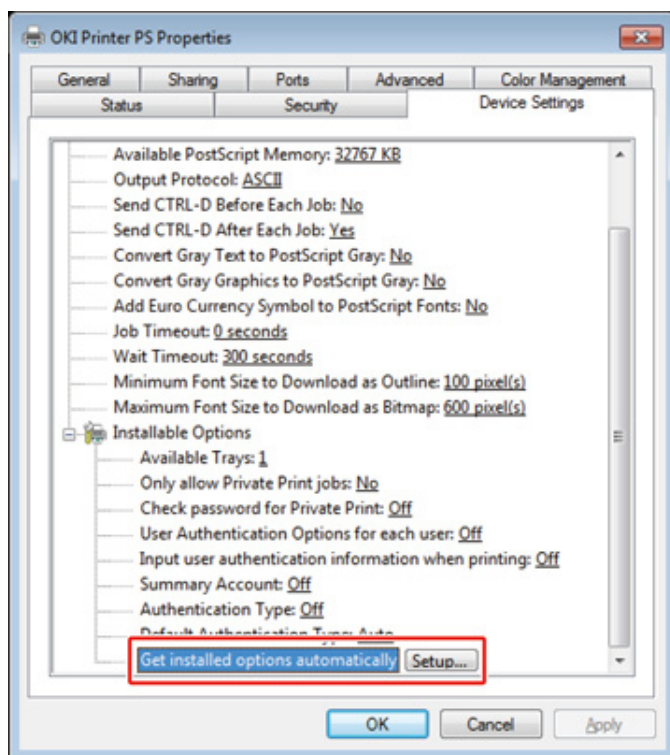 OKI Printer PS Properties
General Sharing Ports Advanced Color Management
Status Security Device Settings
Available PostScript Memory: 32767 KB
Output Protocol: ASCII
Send CTRL-D Before Each Job: No
Send CTRL-D After Each Job: Yes
Convert Gray Text to PostScript Gray: No
Convert Gray Graphics to PostScript Gray: No
Add Euro Currency Symbol to PostScript Fonts: No
Job Timeout: 0 seconds
Wait Timeout: 300 seconds
Minimum Font Size to Download as Outline: 100 pixel(s)
Maximum Font Size to Download as Bitmap: 600 pixel(s)
Installable Options
Available Trays: 1
Only allow Private Print jobs: No
Check password for Private Print: Off
User Authentication Options for each user: Off
Input user authentication information when printing: Off
Summary Account: Off
Authentication Type: Off
Default Authentication Type: Auto
Get installed options automatically Setup...
OK Cancel Apply